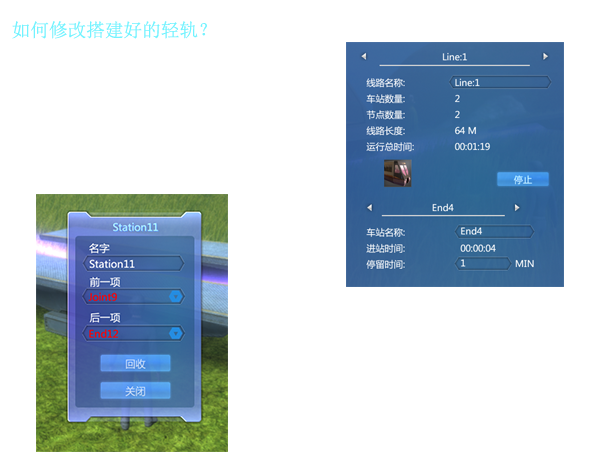 如何修改搭建好的轻轨？
Line:1
线路名称: Line:1
车站数量: 2
节点数量: 2
线路长度: 64 M
运行总时间: 00:01:19
停止
End4
车站名称: End4
进站时间: 00:00:04
停留时间: 1 MIN
Station11
名字
Station11
前一项
Joint9
后一项
End12
回收
关闭